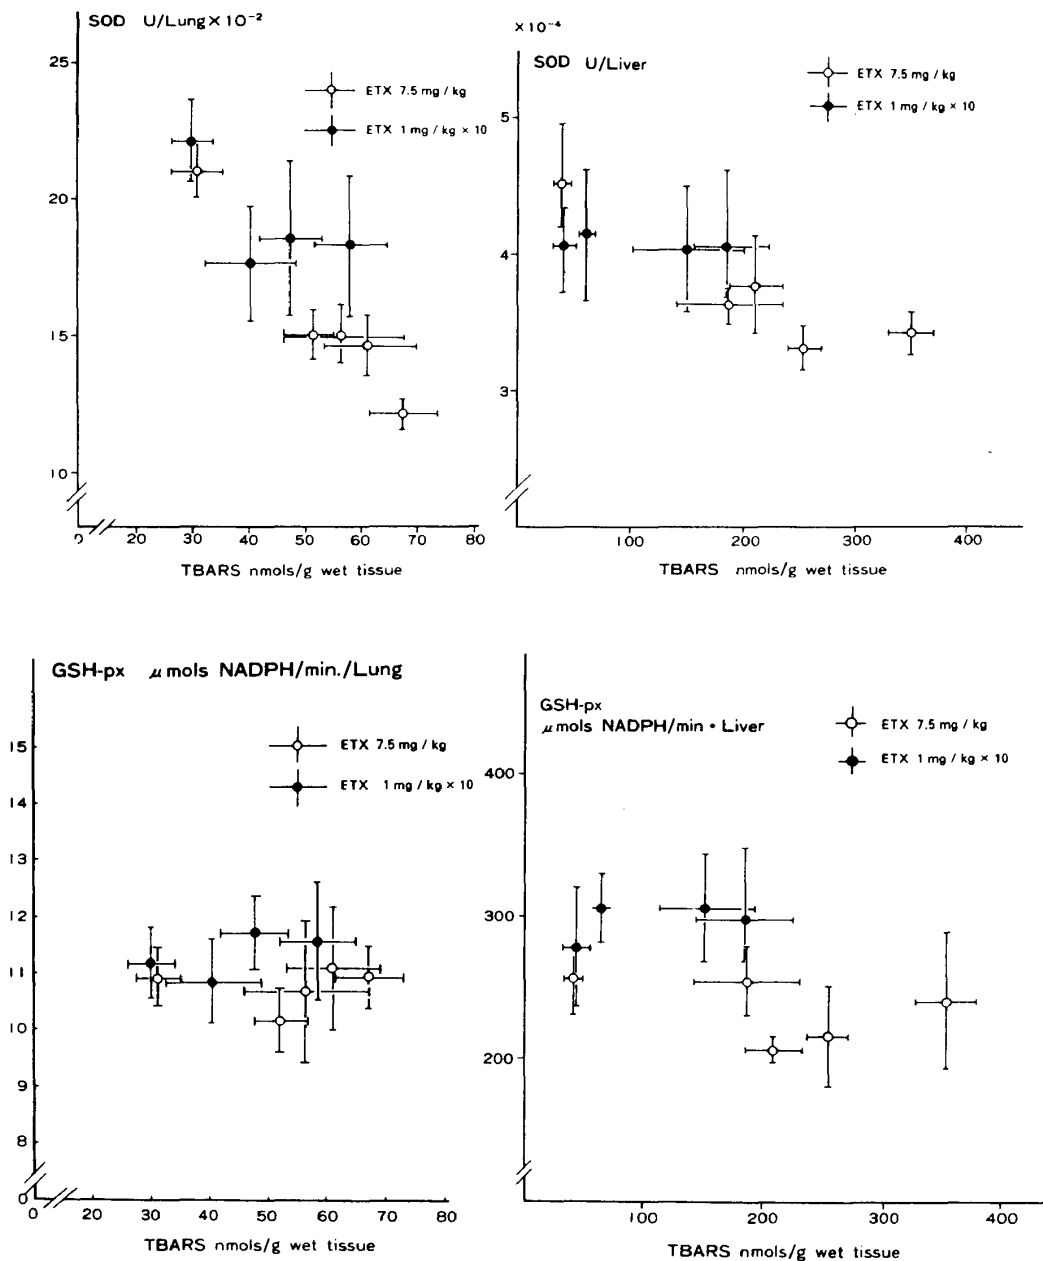 SOD U/Lung×10⁻²
25
20
15
10
ETX 7.5 mg / kg
ETX 1 mg / kg × 10
0 20 30 40 50 60 70 80
TBARS nmols/g wet tissue
×10⁻⁴
SOD U/Liver
5
4
3
ETX 7.5 mg / kg
ETX 1 mg / kg × 10
100 200 300 400
TBARS nmols/g wet tissue
GSH-px μmols NADPH/min./Lung
15
14
13
12
11
10
9
8
0
ETX 7.5 mg / kg
ETX 1 mg / kg × 10
0 20 30 40 50 60 70 80
TBARS nmols/g wet tissue
GSH-px
μmols NADPH/min • Liver
400
300
200
ETX 7.5 mg / kg
ETX 1 mg / kg × 10
100 200 300 400
TBARS nmols/g wet tissue